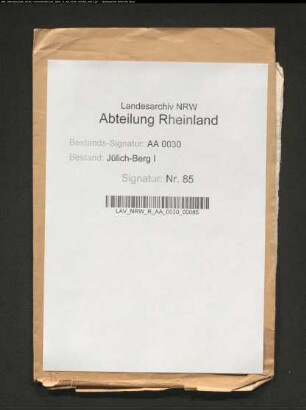 Landesarchiv NRW
Abteilung Rheinland
Bestands-Signatur: AA 0030
Bestand: Jülich-Berg I
Signatur: Nr. 85
LAV_NRW_R_AA_0030_00085